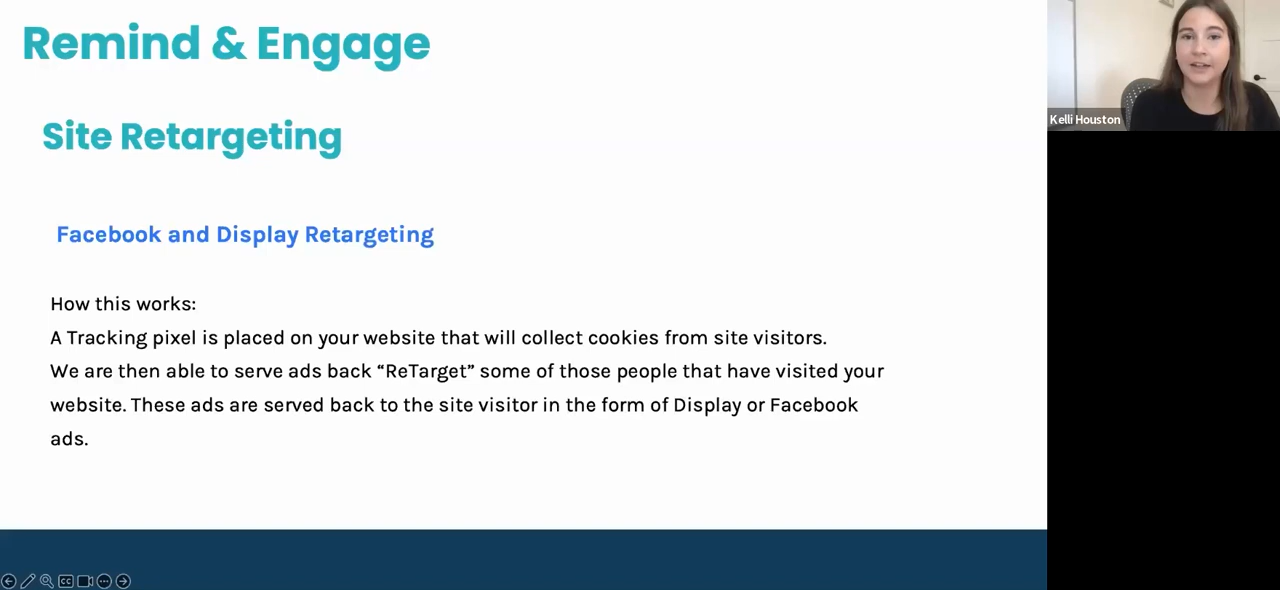 Remind & Engage
Site Retargeting
Facebook and Display Retargeting
How this works:
A Tracking pixel is placed on your website that will collect cookies from site visitors.
We are then able to serve ads back “ReTarget” some of those people that have visited your
website. These ads are served back to the site visitor in the form of Display or Facebook
ads.
Kelli Houston
CC